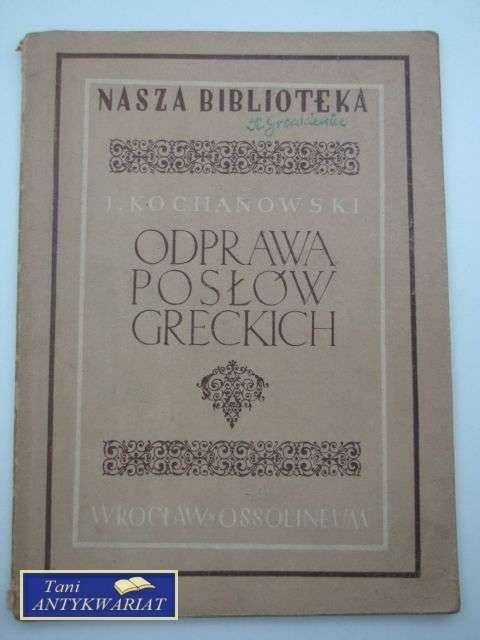 NASZA BIBLIOTEKA
J. KOCHANOWSKI
ODPRAWA
POSŁÓW
GRECKICH
WROCŁAW OSSOLINEUM
Tani
ANTYKWARIAT